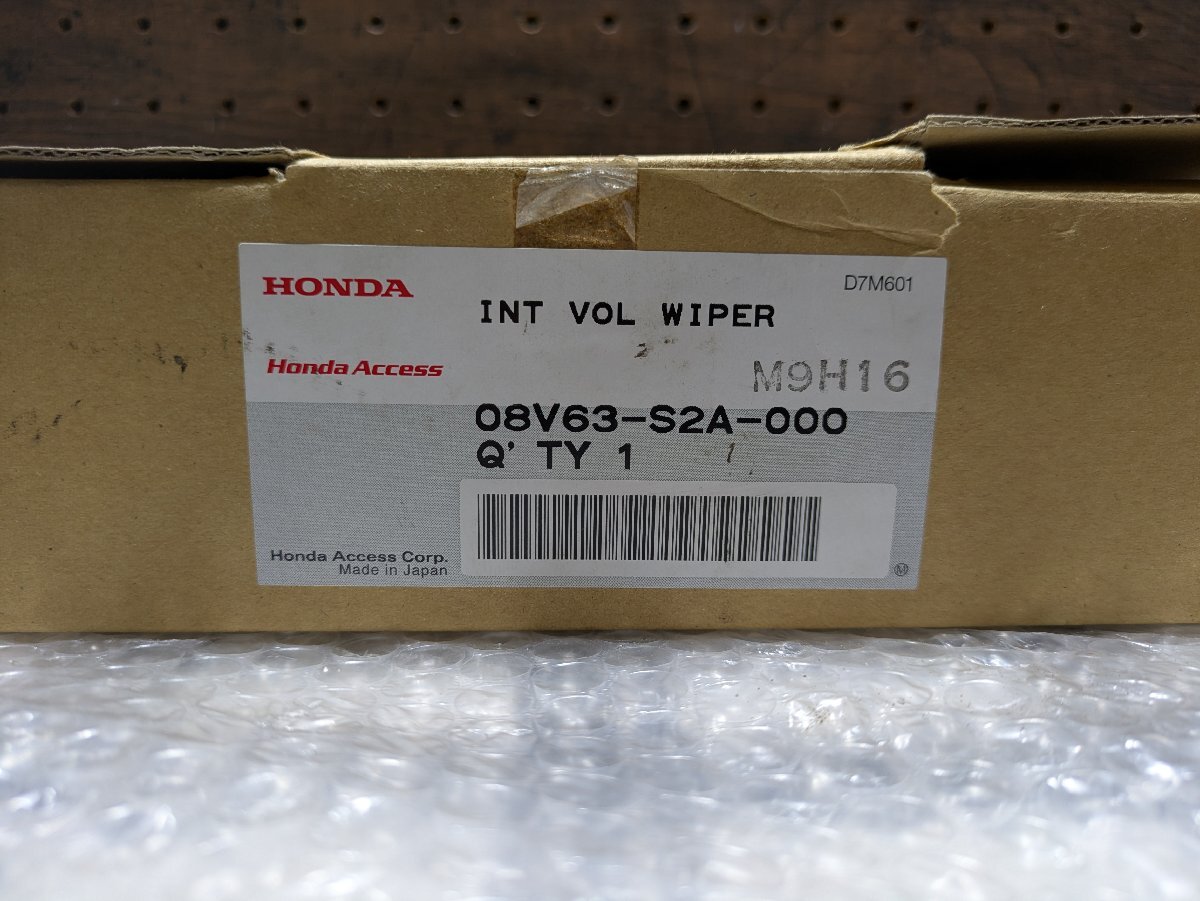 HONDA
D7M601
INT VOL WIPER
Honda Access
M9H16
08V63-S2A-000
Q' TY 1
Honda Access Corp.
Made in Japan
M